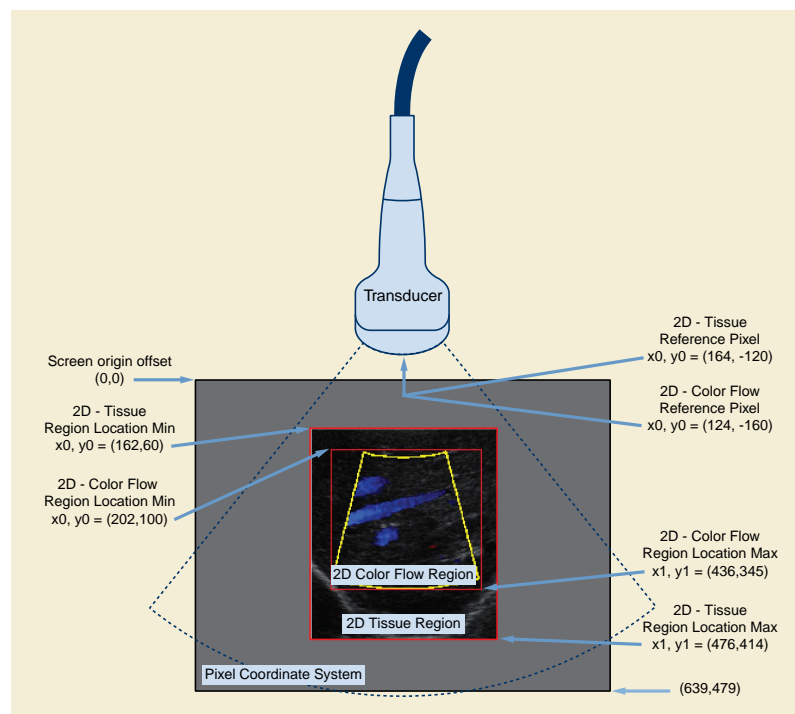 Transducer
2D - Tissue
Reference Pixel
x0, y0 = (164, -120)
Screen origin offset
(0,0)
2D - Color Flow
Reference Pixel
x0, y0 = (124, -160)
2D - Tissue
Region Location Min
x0, y0 = (162,60)
2D - Color Flow
Region Location Min
x0, y0 = (202,100)
2D - Color Flow
Region Location Max
x1, y1 = (436,345)
2D Color Flow Region
2D - Tissue
Region Location Max
x1, y1 = (476,414)
2D Tissue Region
Pixel Coordinate System
(639,479)